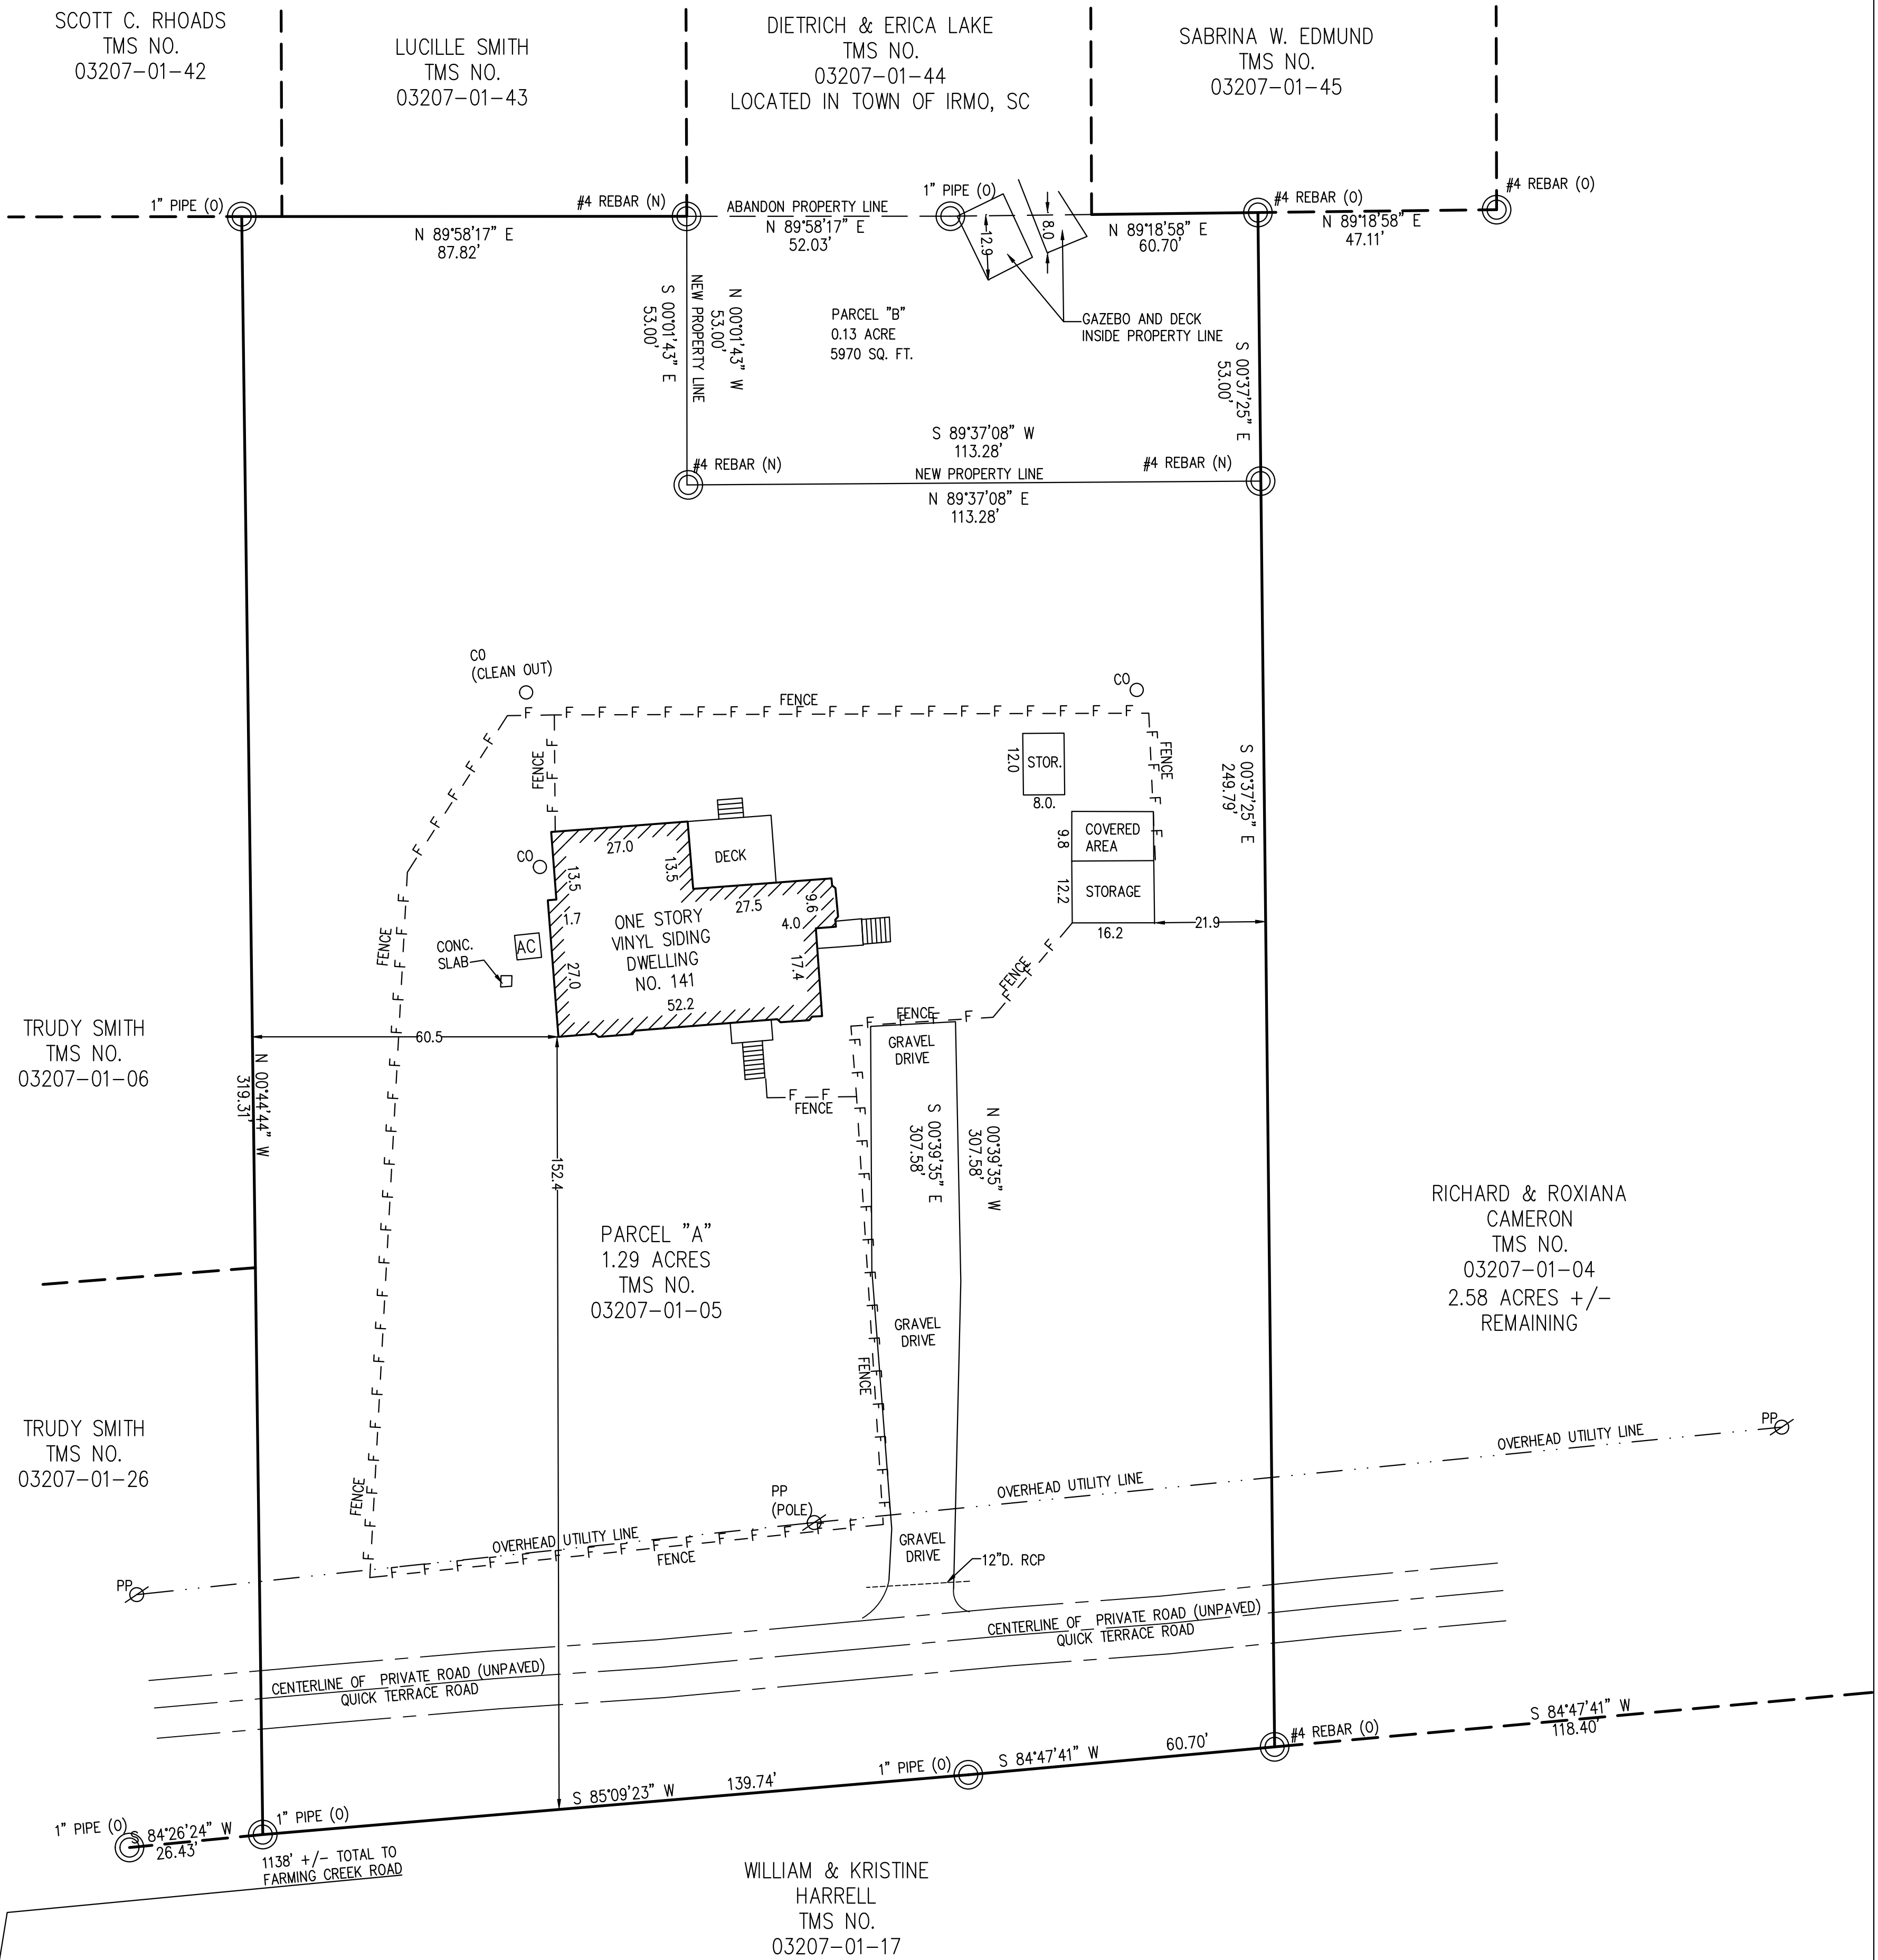 SCOTT C. RHOADS
TMS NO.
03207-01-42
LUCILLE SMITH
TMS NO.
03207-01-43
DIETRICH & ERICA LAKE
TMS NO.
03207-01-44
LOCATED IN TOWN OF IRMO, SC
SABRINA W. EDMUND
TMS NO.
03207-01-45
1" PIPE (O)
#4 REBAR (N)
ABANDON PROPERTY LINE
1" PIPE (O)
#4 REBAR (O)
#4 REBAR (O)
N 89°58'17" E
87.82'
N 89°58'17" E
52.03'
12.9
8.0
N 89°18'58" E
60.70'
N 89°18'58" E
47.11'
S 00°01'43" E
53.00'
NEW PROPERTY LINE
N 00°01'43" W
53.00'
PARCEL "B"
0.13 ACRE
5970 SQ. FT.
GAZEBO AND DECK
INSIDE PROPERTY LINE
S 00°37'25" E
53.00'
S 89°37'08" W
113.28'
#4 REBAR (N)
NEW PROPERTY LINE
#4 REBAR (N)
N 89°37'08" E
113.28'
CO
(CLEAN OUT)
FENCE
CO
FENCE
FENCE
12.0
STOR.
8.0.
S 00°37'25" E
249.79'
9.8
COVERED
AREA
12.2
STORAGE
16.2
21.9
CO
27.0
13.5
DECK
13.5
27.5
9.6
1.7
4.0
ONE STORY
VINYL SIDING
DWELLING
NO. 141
27.0
17.4
52.2
AC
CONC.
SLAB
FENCE
FENCE
FENCE
GRAVEL
DRIVE
TRUDY SMITH
TMS NO.
03207-01-06
60.5
N 00°44'44" W
319.31'
FENCE
S 00°39'35" E
307.58'
N 00°39'35" W
307.58'
152.4
PARCEL "A"
1.29 ACRES
TMS NO.
03207-01-05
RICHARD & ROXIANA
CAMERON
TMS NO.
03207-01-04
2.58 ACRES +/-
REMAINING
GRAVEL
DRIVE
FENCE
TRUDY SMITH
TMS NO.
03207-01-26
FENCE
PP
OVERHEAD UTILITY LINE
PP
(POLE)
OVERHEAD UTILITY LINE
OVERHEAD UTILITY LINE
FENCE
GRAVEL
DRIVE
12"D. RCP
PP
CENTERLINE OF PRIVATE ROAD (UNPAVED)
QUICK TERRACE ROAD
CENTERLINE OF PRIVATE ROAD (UNPAVED)
QUICK TERRACE ROAD
S 84°47'41" W
118.40'
#4 REBAR (O)
60.70'
S 84°47'41" W
1" PIPE (O)
139.74'
S 85°09'23" W
1" PIPE (O)
1" PIPE (O)
S 84°26'24" W
26.43'
1138' +/- TOTAL TO
FARMING CREEK ROAD
WILLIAM & KRISTINE
HARRELL
TMS NO.
03207-01-17